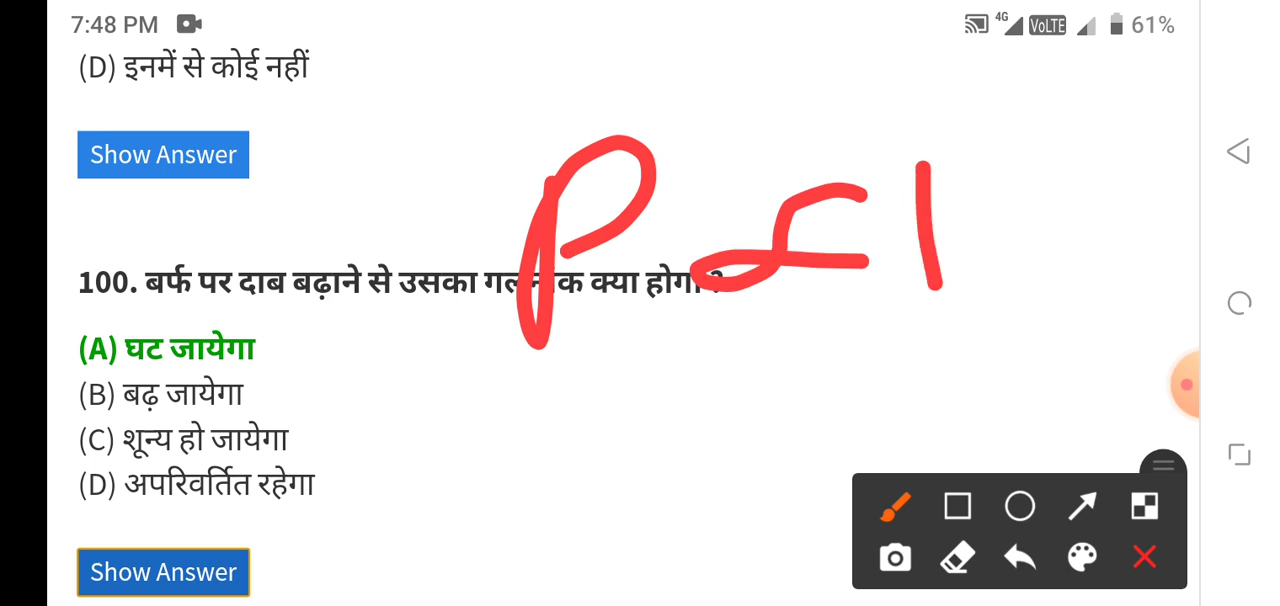 7:48 PM 4G VoLTE 61%
(D) इनमें से कोई नहीं
Show Answer
P ∝ 1
100. बर्फ पर दाब बढ़ाने से उसका गलनांक क्या होगा ?
(A) घट जायेगा
(B) बढ़ जायेगा
(C) शून्य हो जायेगा
(D) अपरिवर्तित रहेगा
Show Answer